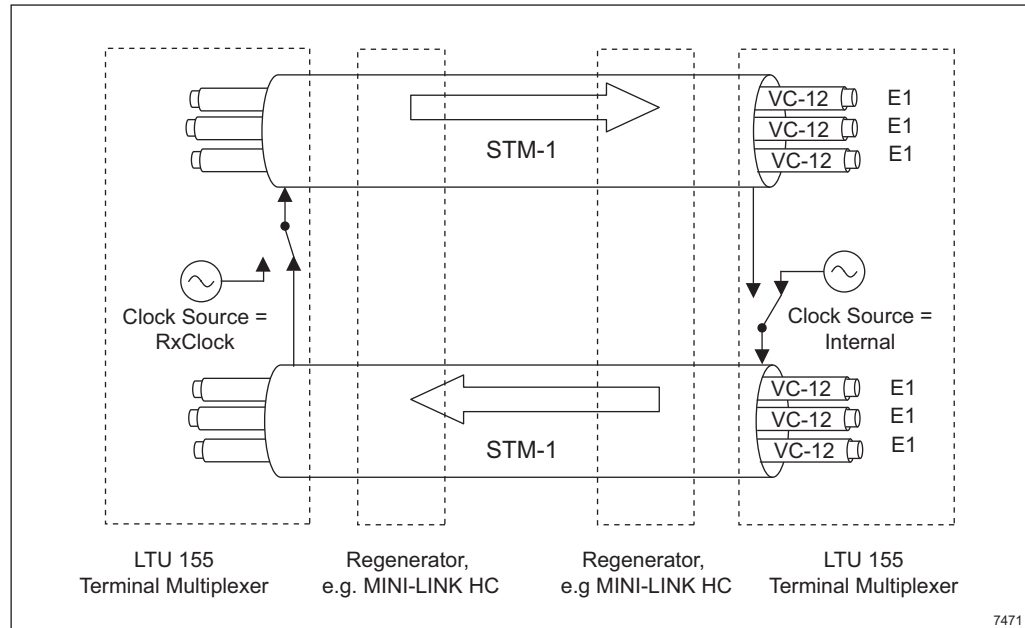 VC-12 E1
VC-12 E1
VC-12 E1
STM-1
Clock Source =
RxClock
Clock Source =
Internal
VC-12 E1
VC-12 E1
VC-12 E1
STM-1
LTU 155
Terminal Multiplexer
Regenerator,
e.g. MINI-LINK HC
Regenerator,
e.g MINI-LINK HC
LTU 155
Terminal Multiplexer
7471